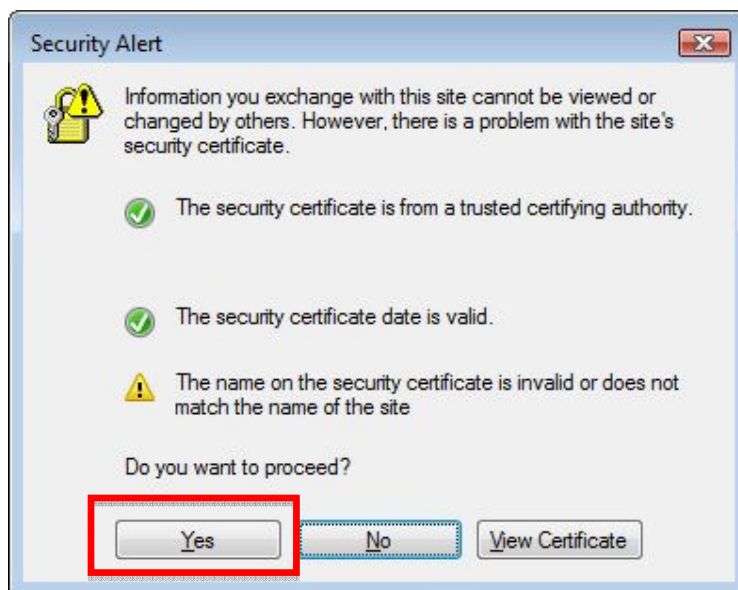 Security Alert
Information you exchange with this site cannot be viewed or
changed by others. However, there is a problem with the site's
security certificate.
The security certificate is from a trusted certifying authority.
The security certificate date is valid.
The name on the security certificate is invalid or does not
match the name of the site
Do you want to proceed?
Yes No View Certificate